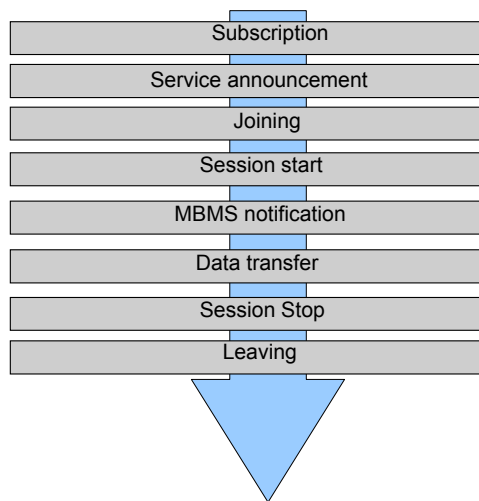 Subscription
Service announcement
Joining
Session start
MBMS notification
Data transfer
Session Stop
Leaving